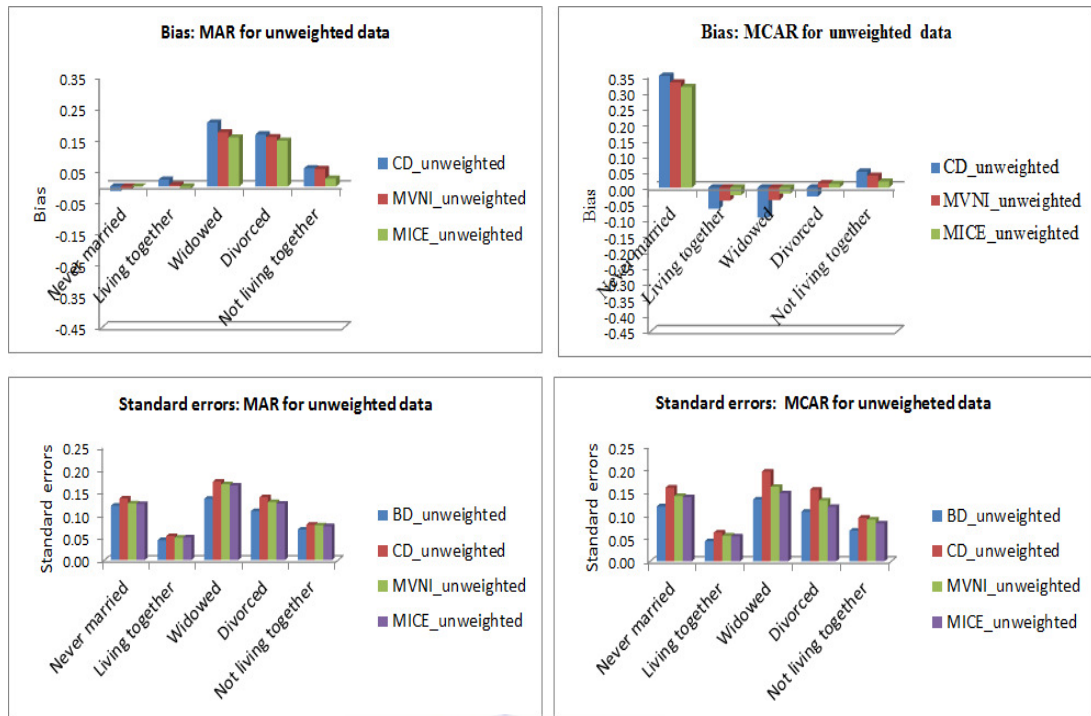 Bias: MAR for unweighted data
0.35
0.25
0.15
0.05
-0.05
-0.15
-0.25
-0.35
-0.45
Bias
Never married
Living together
Widowed
Divorced
Not living together
CD_unweighted
MVNI_unweighted
MICE_unweighted
Bias: MCAR for unweighted data
0.35
0.30
0.25
0.20
0.15
0.10
0.05
0.00
-0.05
-0.10
-0.15
-0.20
-0.25
-0.30
-0.35
-0.40
-0.45
Bias
Never married
Living together
Widowed
Divorced
Not living together
CD_unweighted
MVNI_unweighted
MICE_unweighted
Standard errors: MAR for unweighted data
0.25
0.20
0.15
0.10
0.05
0.00
Standard errors
Never married
Living together
Widowed
Divorced
Not living together
BD_unweighted
CD_unweighted
MVNI_unweighted
MICE_unweighted
Standard errors: MCAR for unweigheted data
0.25
0.20
0.15
0.10
0.05
0.00
Standard errors
Never married
Living together
Widowed
Divorced
Not living together
BD_unweighted
CD_unweighted
MVNI_unweighted
MICE_unweighted